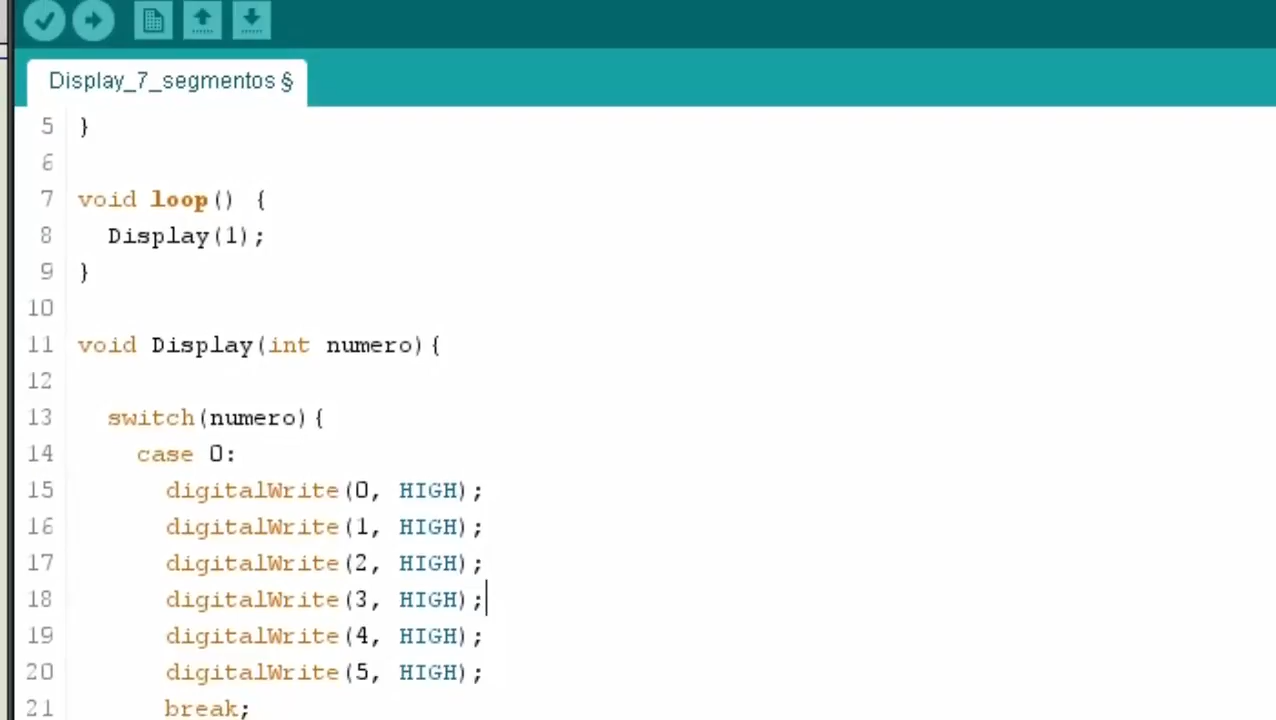 Display_7_segmentos §
5 }
6
7 void loop() {
8 Display(1);
9 }
10
11 void Display(int numero){
12
13 switch(numero){
14 case 0:
15 digitalWrite(0, HIGH);
16 digitalWrite(1, HIGH);
17 digitalWrite(2, HIGH);
18 digitalWrite(3, HIGH);
19 digitalWrite(4, HIGH);
20 digitalWrite(5, HIGH);
21 break;